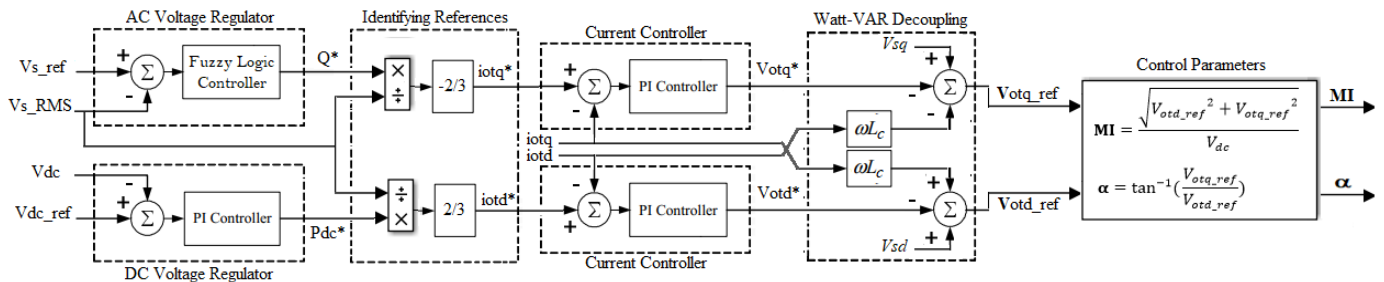 AC Voltage Regulator
Identifying References
Current Controller
Watt-VAR Decoupling
Control Parameters
Vs_ref
+
-
Σ
Fuzzy Logic
Controller
Q*
Vs_RMS
×
÷
-2/3
iotq*
+
-
Σ
PI Controller
Votq*
Vsq
+
-
-
Σ
Votq_ref
ωLc
iotq
iotd
ωLc
MI = √(Votd_ref² + Votq_ref²) / Vdc
α = tan⁻¹(Votq_ref / Votd_ref)
MI
α
Vdc
Vdc_ref
-
+
Σ
PI Controller
Pdc*
÷
×
2/3
iotd*
-
+
Σ
PI Controller
Votd*
+
-
+
Σ
Vsd
Votd_ref
DC Voltage Regulator
Current Controller